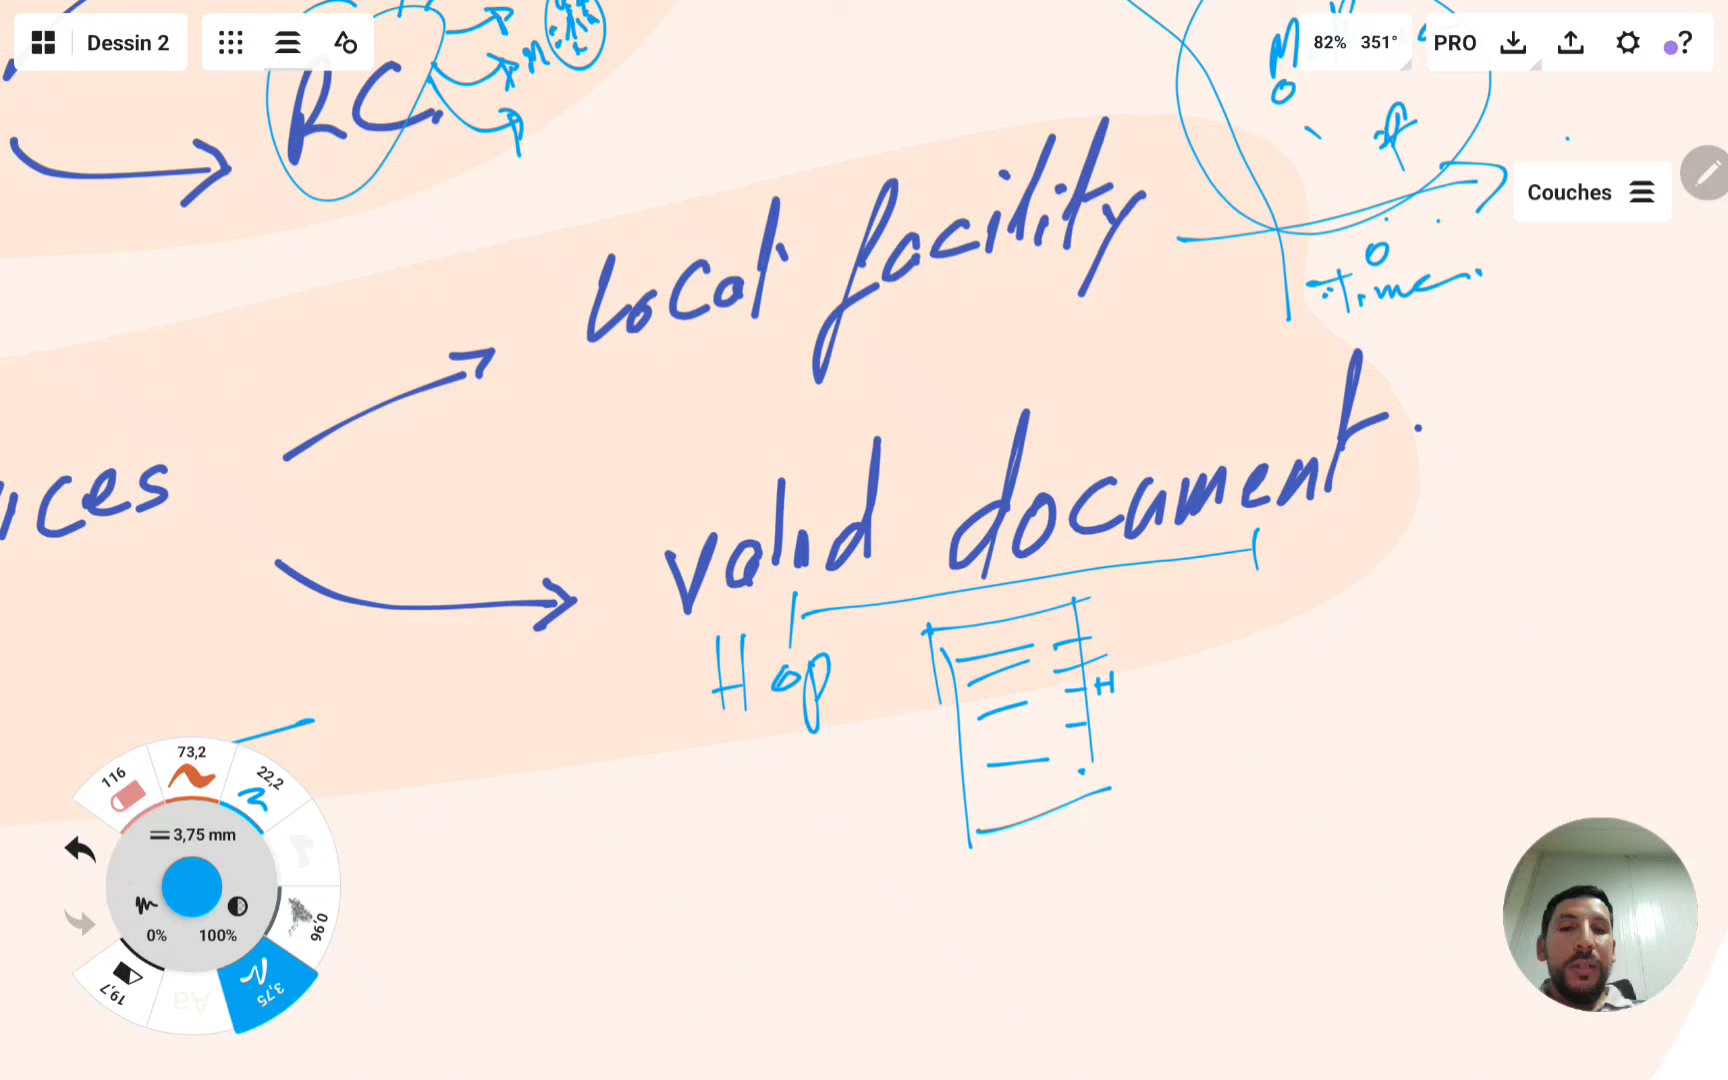 Dessin 2
82% 351° PRO ?
RC.
Couches
Local facility
Time.
ices
valid document.
Hop
H
73,2
116
22,2
3,75 mm
0% 100%
0,96
3,75
Aa
19,7